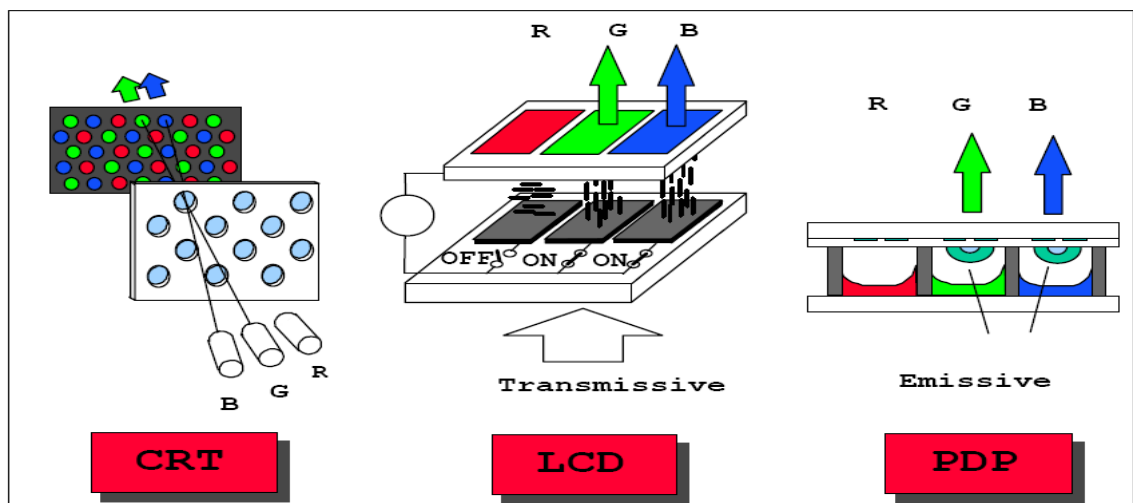 R G B
R G B
OFF ON ON
R
G
B
Transmissive
Emissive
CRT
LCD
PDP